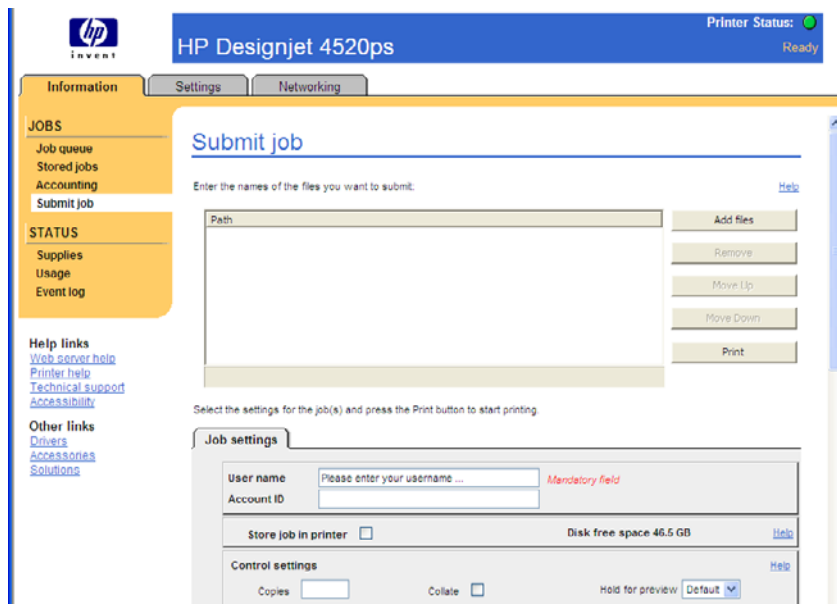 hp
invent
HP Designjet 4520ps
Printer Status:
Ready
Information
Settings
Networking
JOBS
Job queue
Stored jobs
Accounting
Submit job
STATUS
Supplies
Usage
Event log
Help links
Web server help
Printer help
Technical support
Accessibility
Other links
Drivers
Accessories
Solutions
Submit job
Enter the names of the files you want to submit:
Help
Path
Add files
Remove
Move Up
Move Down
Print
Select the settings for the job(s) and press the Print button to start printing.
Job settings
User name Please enter your username ... Mandatory field
Account ID
Store job in printer Disk free space 46.5 GB Help
Control settings Help
Copies Collate Hold for preview Default